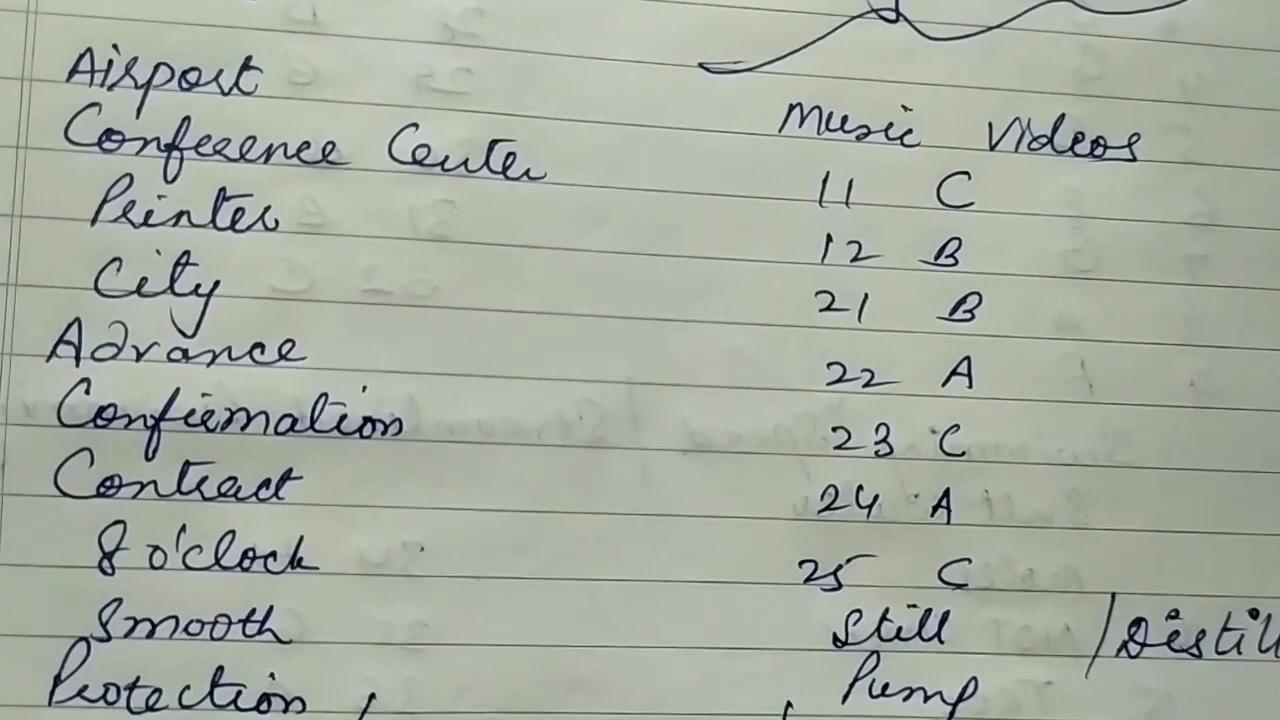 Airport
Conference Center
Printer
City
Advance
Confirmation
Contract
8 o'clock
Smooth
Protection
Music Videos
11 C
12 B
21 B
22 A
23 C
24 A
25 C
Still / Distill
Pump